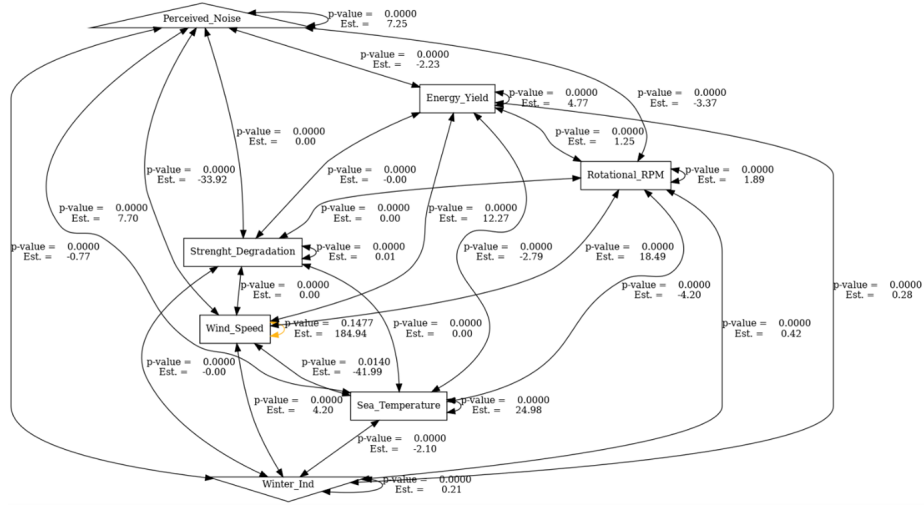 Perceived_Noise
p-value = 0.0000
Est. = 7.25
p-value = 0.0000
Est. = -2.23
Energy_Yield
p-value = 0.0000
Est. = 4.77
p-value = 0.0000
Est. = -3.37
p-value = 0.0000
Est. = 0.00
p-value = 0.0000
Est. = 1.25
p-value = 0.0000
Est. = -33.92
p-value = 0.0000
Est. = -0.00
Rotational_RPM
p-value = 0.0000
Est. = 1.89
p-value = 0.0000
Est. = 7.70
p-value = 0.0000
Est. = 0.00
p-value = 0.0000
Est. = 12.27
p-value = 0.0000
Est. = -0.77
Strenght_Degradation
p-value = 0.0000
Est. = 0.01
p-value = 0.0000
Est. = -2.79
p-value = 0.0000
Est. = 18.49
p-value = 0.0000
Est. = 0.00
p-value = 0.0000
Est. = -4.20
p-value = 0.0000
Est. = 0.28
Wind_Speed
p-value = 0.1477
Est. = 184.94
p-value = 0.0000
Est. = 0.00
p-value = 0.0000
Est. = 0.42
p-value = 0.0000
Est. = -0.00
p-value = 0.0140
Est. = -41.99
p-value = 0.0000
Est. = 4.20
Sea_Temperature
p-value = 0.0000
Est. = 24.98
p-value = 0.0000
Est. = -2.10
Winter_Ind
p-value = 0.0000
Est. = 0.21